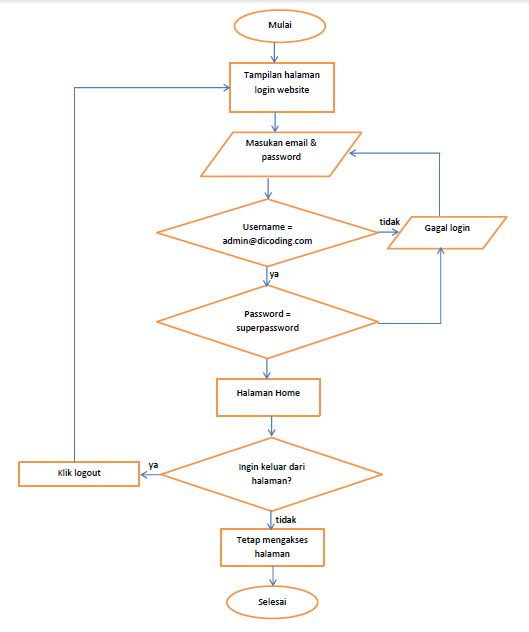 Mulai
Tampilan halaman
login website
Masukan email &
password
Username =
admin@dicoding.com
tidak
Gagal login
ya
Password =
superpassword
Halaman Home
Ingin keluar dari
halaman?
ya
Klik logout
tidak
Tetap mengakses
halaman
Selesai